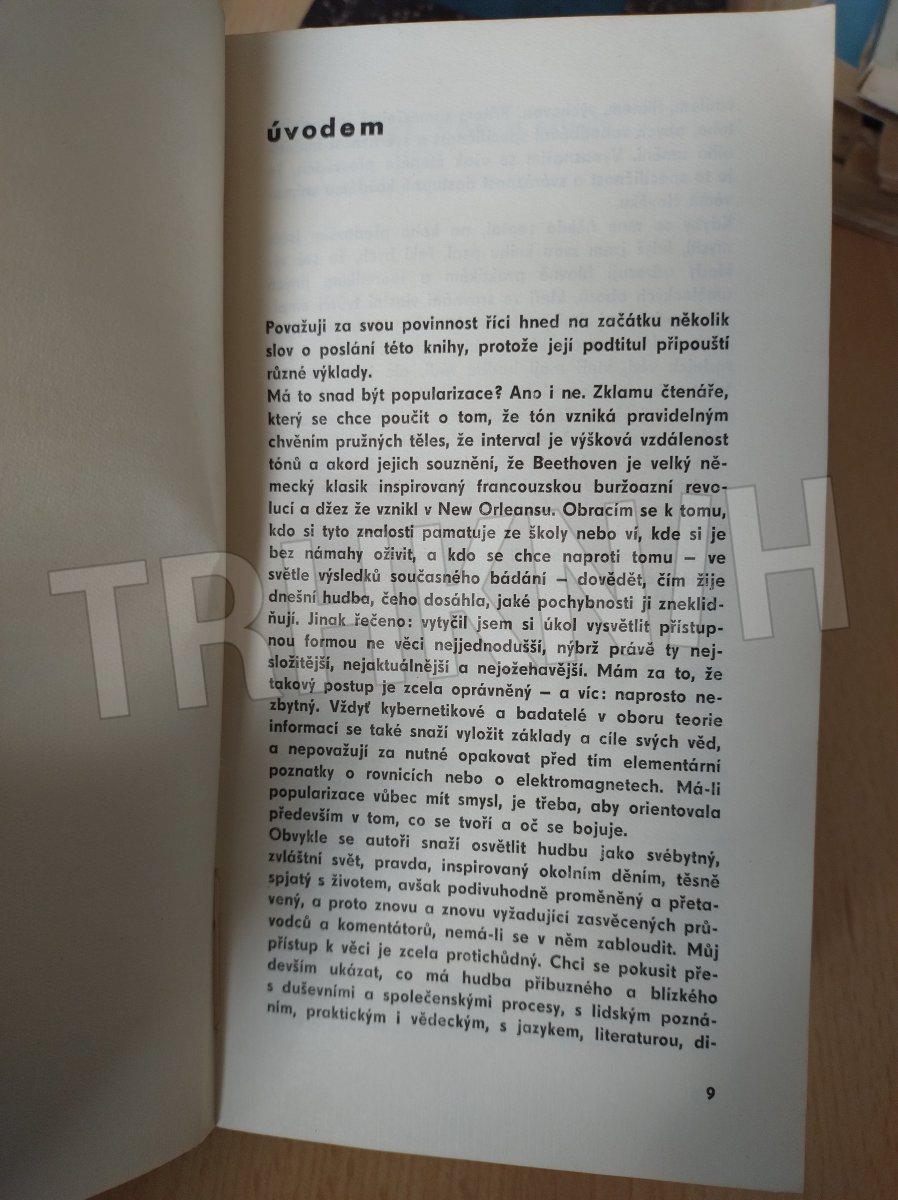 úvodem
Považuji za svou povinnost říci hned na začátku několik
slov o poslání této knihy, protože její podtitul připouští
různé výklady.
Má to snad být popularizace? Ano i ne. Zklamu čtenáře,
který se chce poučit o tom, že tón vzniká pravidelným
chvěním pružných těles, že interval je výšková vzdálenost
tónů a akord jejich souznění, že Beethoven je velký ně-
mecký klasik inspirovaný francouzskou buržoazní revo-
lucí a džez že vznikl v New Orleansu. Obracím se k tomu,
kdo si tyto znalosti pamatuje ze školy nebo ví, kde si je
bez námahy oživit, a kdo se chce naproti tomu – ve
světle výsledků současného bádání – dovědět, čím žije
dnešní hudba, čeho dosáhla, jaké pochybnosti ji zneklid-
ňují. Jinak řečeno: vytyčil jsem si úkol vysvětlit přístup-
nou formou ne věci nejjednodušší, nýbrž právě ty nej-
složitější, nejaktuálnější a nejožehavější. Mám za to, že
takový postup je zcela oprávněný – a víc: naprosto ne-
zbytný. Vždyť kybernetikové a badatelé v oboru teorie
informací se také snaží vyložit základy a cíle svých věd,
a nepovažují za nutné opakovat před tím elementární
poznatky o rovnicích nebo o elektromagnetech. Má-li
popularizace vůbec mít smysl, je třeba, aby orientovala
především v tom, co se tvoří a oč se bojuje.
Obvykle se autoři snaží osvětlit hudbu jako svébytný,
zvláštní svět, pravda, inspirovaný okolním děním, těsně
spjatý s životem, avšak podivuhodně proměněný a přeta-
vený, a proto znovu a znovu vyžadující zasvěcených prů-
vodců a komentátorů, nemá-li se v něm zabloudit. Můj
přístup k věci je zcela protichůdný. Chci se pokusit pře-
devším ukázat, co má hudba příbuzného a blízkého
s duševními a společenskými procesy, s lidským pozná-
ním, praktickým i vědeckým, s jazykem, literaturou, di-
9
TRHKNIH